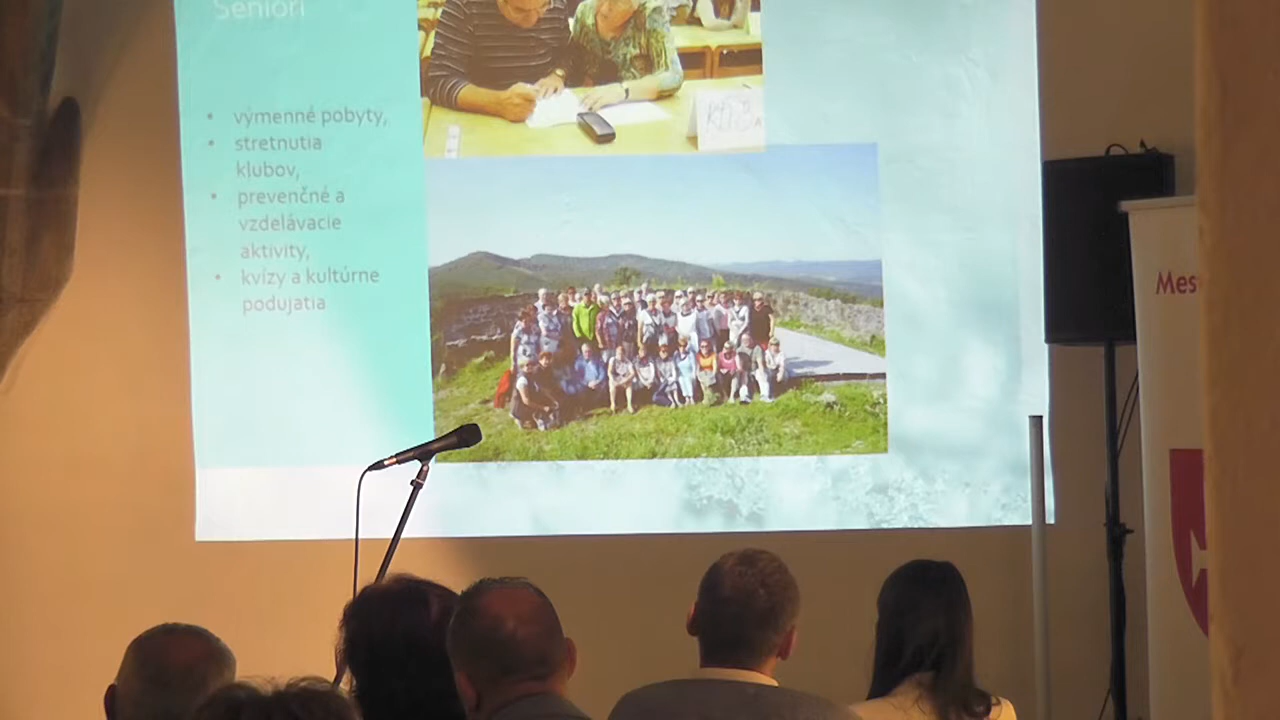 Seniori
• výmenné pobyty,
• stretnutia
klubov,
• prevenčné a
vzdelávacie
aktivity,
• kvízy a kultúrne
podujatia
Mes